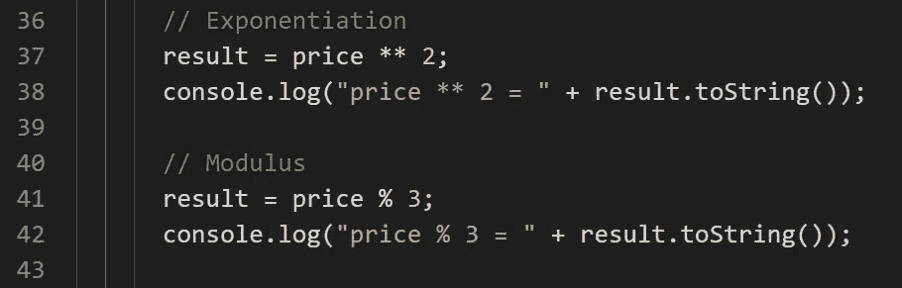 36 // Exponentiation
37 result = price ** 2;
38 console.log("price ** 2 = " + result.toString());
39
40 // Modulus
41 result = price % 3;
42 console.log("price % 3 = " + result.toString());
43